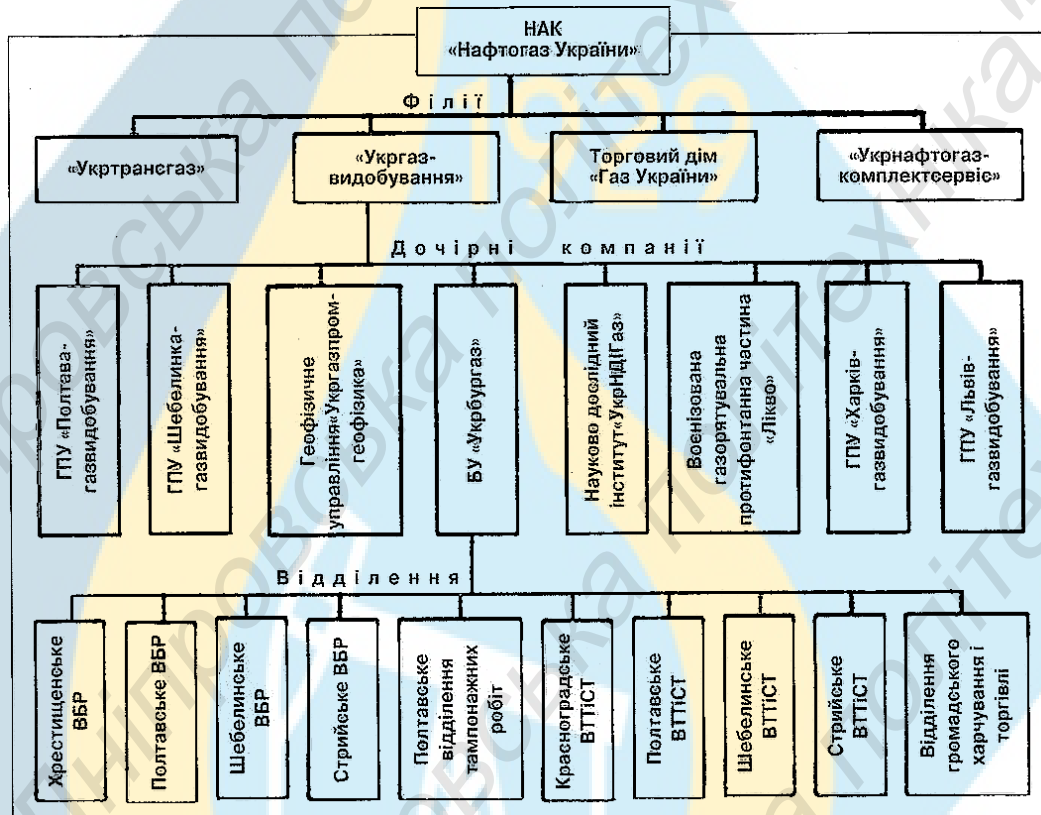 НАК
«Нафтогаз України»
Філії
«Укртрансгаз»
«Укргаз-
видобування»
Торговий дім
«Газ України»
«Укрнафтогаз-
комплектсервіс»
Дочірні компанії
ГПУ «Полтава-
газвидобування»
ГПУ «Шебелинка-
газвидобування»
Геофізичне
управління«Укргазпром-
геофізика»
БУ «Укрбургаз»
Науково дослідний
інститут«УкрНДІГаз»
Воєнізована
газорятувальна
протифонтанна частина
«Лікво»
ГПУ «Харків-
газвидобування»
ГПУ «Львів-
газвидобування»
Відділення
Хрестищенське
ВБР
Полтавське ВБР
Шебелинське
ВБР
Стрийське ВБР
Полтавське
відділення
тампонажних
робіт
Красноградське
ВТТіСТ
Полтавське
ВТТіСТ
Шебелинське
ВТТіСТ
Стрийське
ВТТіСТ
Відділення
громадського
харчування і
торгівлі
1929